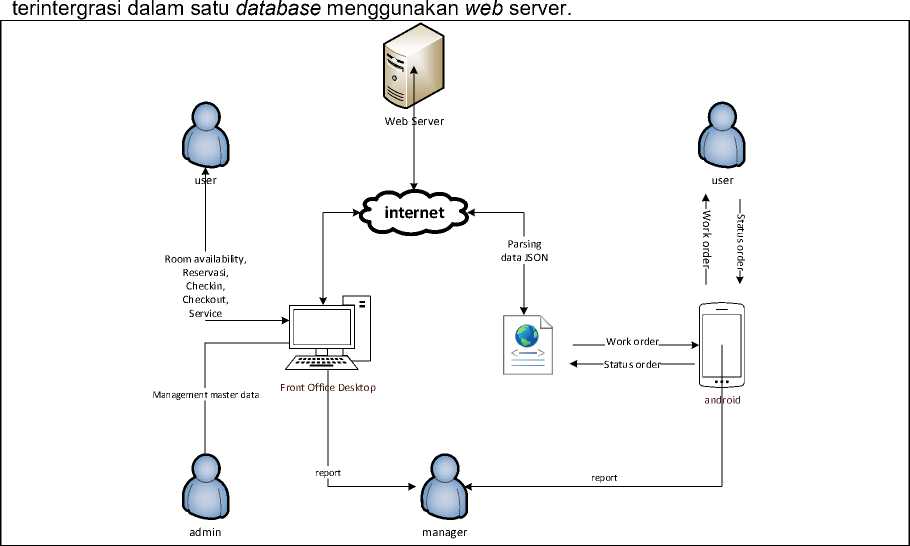 terintergrasi dalam satu database menggunakan web server.
Web Server
user
user
internet
Work order
Status order
Parsing
data JSON
Room availability,
Reservasi,
Checkin,
Checkout,
Service
Work order
Status order
Front Office Desktop
Management master data
android
report
report
admin
manager